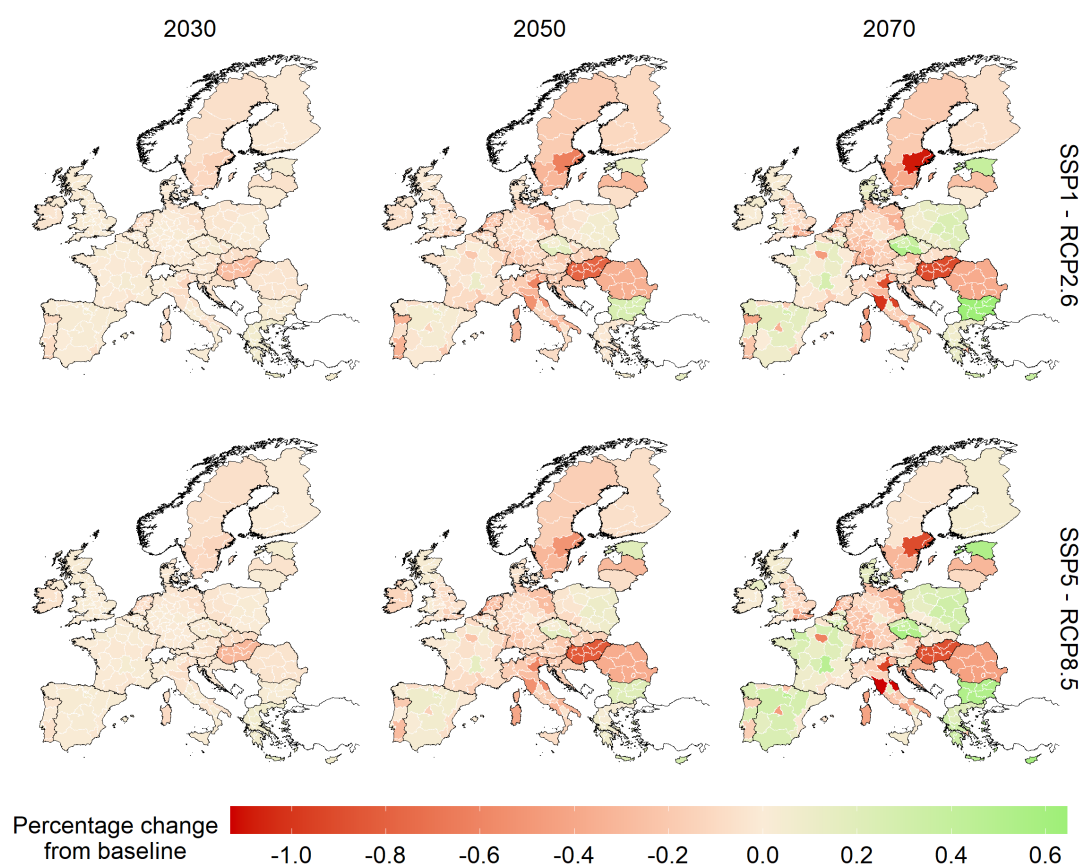 2030 2050 2070
SSP1 - RCP2.6
SSP5 - RCP8.5
Percentage change
from baseline
-1.0 -0.8 -0.6 -0.4 -0.2 0.0 0.2 0.4 0.6